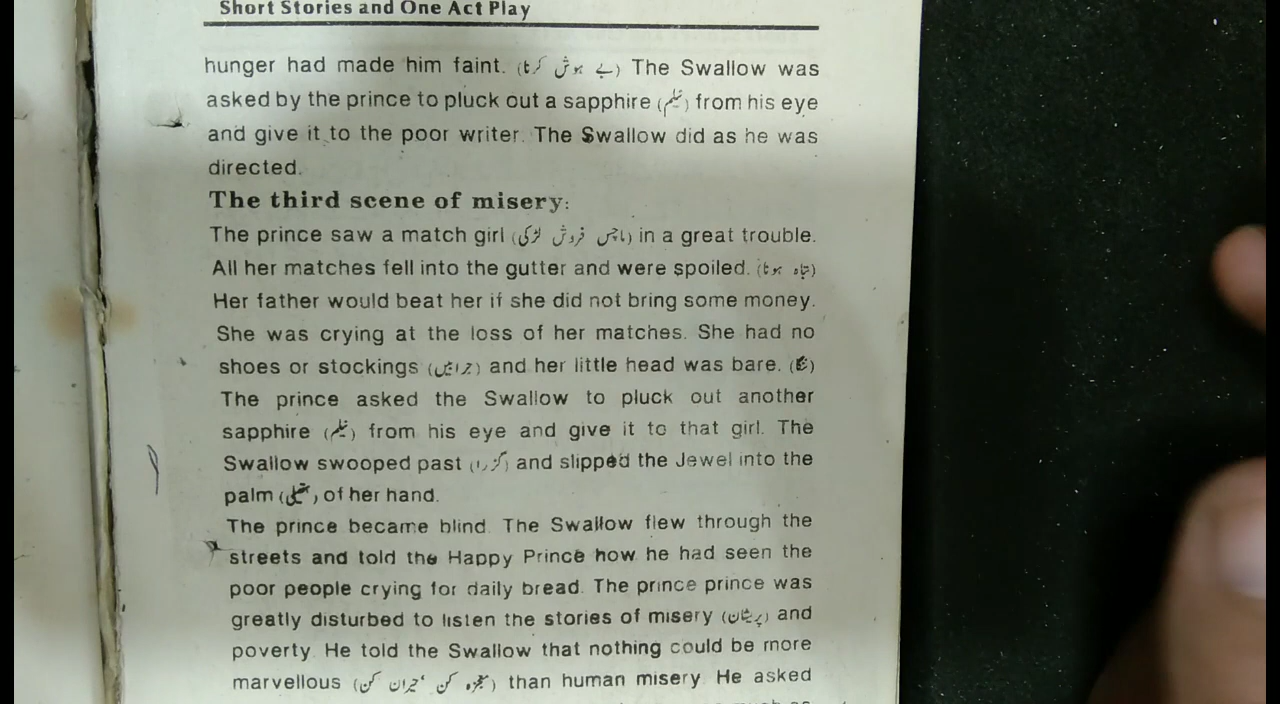 Short Stories and One Act Play
hunger had made him faint. (بے ہوش کرنا) The Swallow was
asked by the prince to pluck out a sapphire (نیلم) from his eye
and give it to the poor writer. The Swallow did as he was
directed.
The third scene of misery:
The prince saw a match girl (ماچس فروش لڑکی) in a great trouble.
All her matches fell into the gutter and were spoiled. (تباہ ہونا)
Her father would beat her if she did not bring some money.
She was crying at the loss of her matches. She had no
shoes or stockings (جرابیں) and her little head was bare. (ننگا)
The prince asked the Swallow to pluck out another
sapphire (نیلم) from his eye and give it to that girl. The
Swallow swooped past (گزرا) and slipped the Jewel into the
palm (ہتھیلی) of her hand.
The prince became blind. The Swallow flew through the
streets and told the Happy Prince how he had seen the
poor people crying for daily bread. The prince prince was
greatly disturbed to listen the stories of misery (پریشان) and
poverty. He told the Swallow that nothing could be more
marvellous (معجزہ کن ، حیران کن) than human misery. He asked